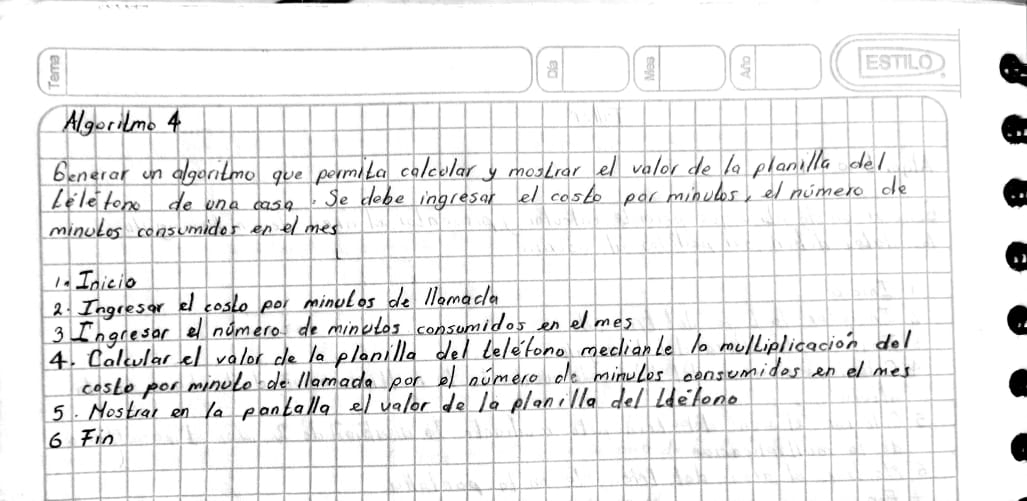 Tema
Día
Mes
Año
ESTILO
Algoritmo 4
Generar un algoritmo que permita calcular y mostrar el valor de la planilla del
teléfono de una casa. Se debe ingresar el costo por minutos, el número de
minutos consumidos en el mes
1. Inicio
2. Ingresar el costo por minutos de llamada
3 Ingresar el número de minutos consumidos en el mes
4. Calcular el valor de la planilla del teléfono mediante la multiplicación del
costo por minuto de llamada por el número de minutos consumidos en el mes
5. Mostrar en la pantalla el valor de la planilla del teléfono
6 Fin